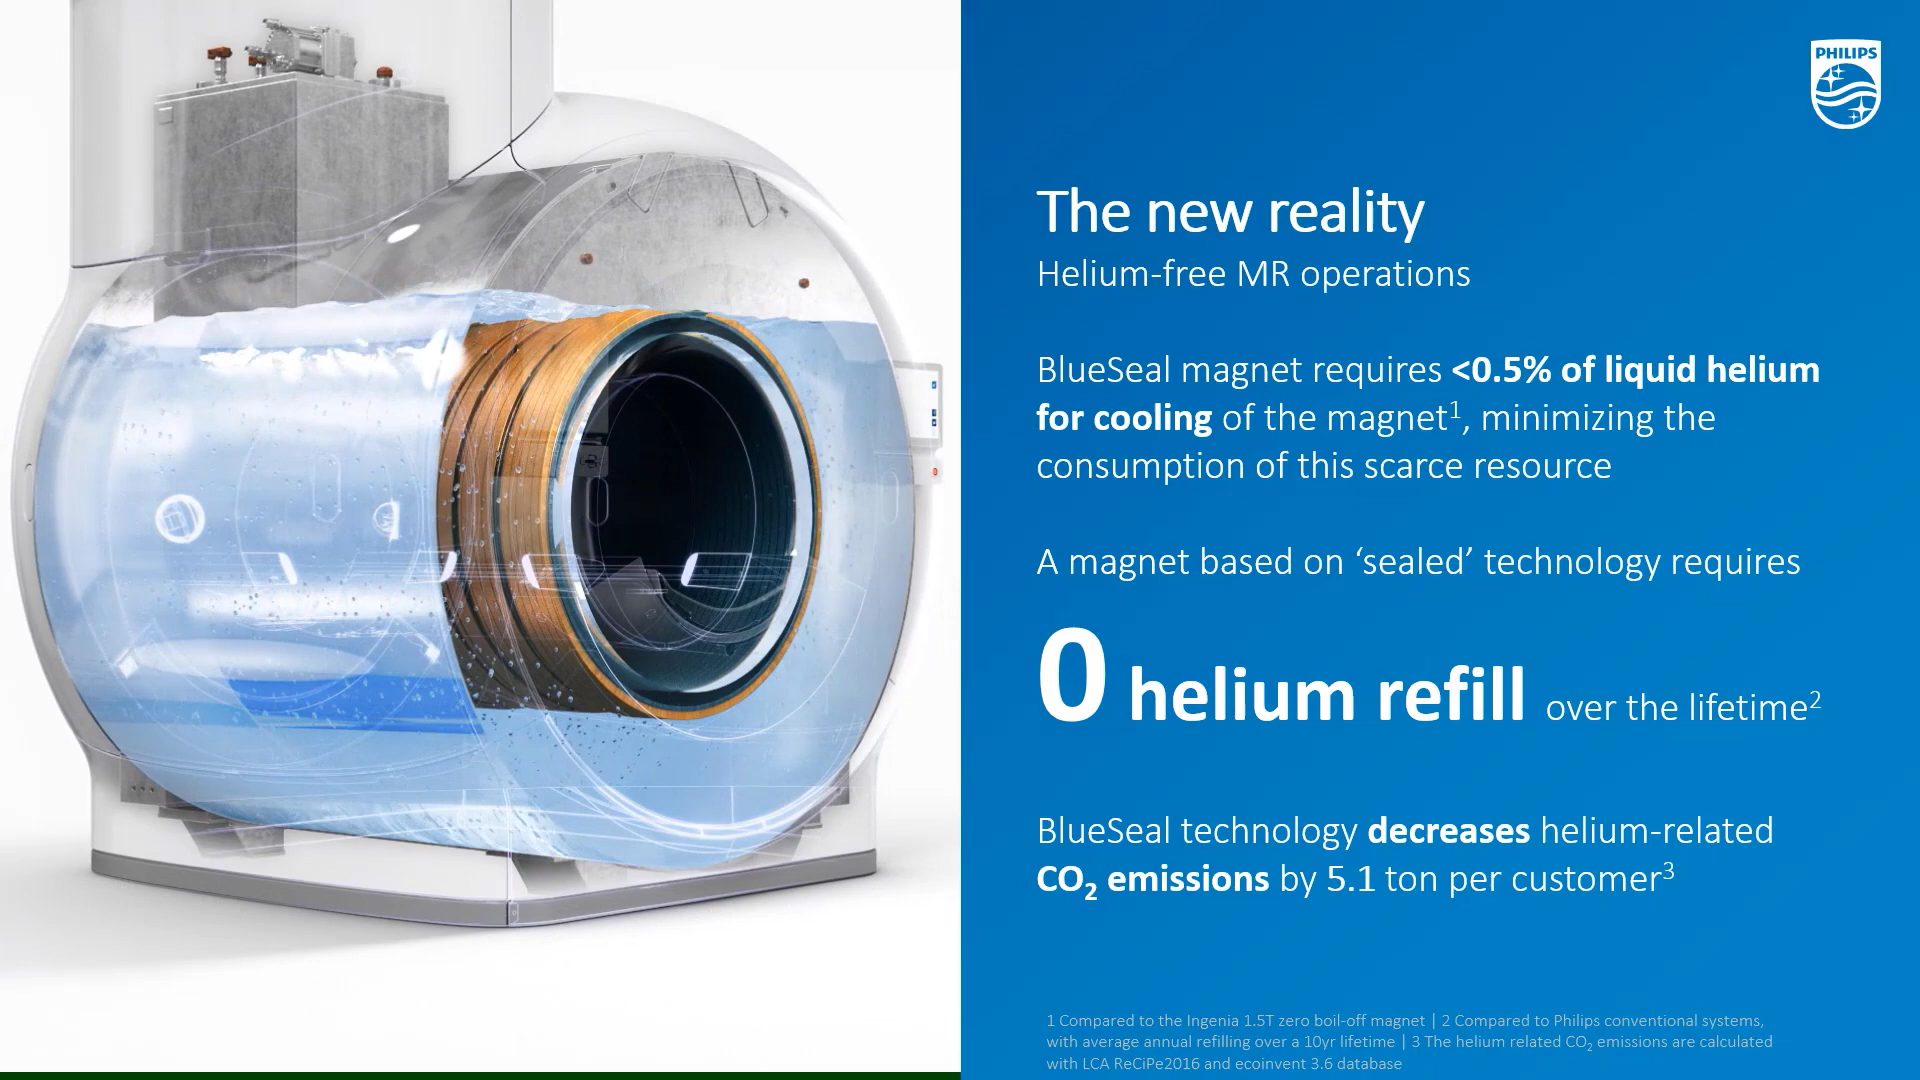 PHILIPS
The new reality
Helium-free MR operations
BlueSeal magnet requires <0.5% of liquid helium
for cooling of the magnet¹, minimizing the
consumption of this scarce resource
A magnet based on ‘sealed’ technology requires
0 helium refill over the lifetime²
BlueSeal technology decreases helium-related
CO₂ emissions by 5.1 ton per customer³
1 Compared to the Ingenia 1.5T zero boil-off magnet | 2 Compared to Philips conventional systems,
with average annual refilling over a 10yr lifetime | 3 The helium related CO₂ emissions are calculated
with LCA ReCiPe2016 and ecoinvent 3.6 database